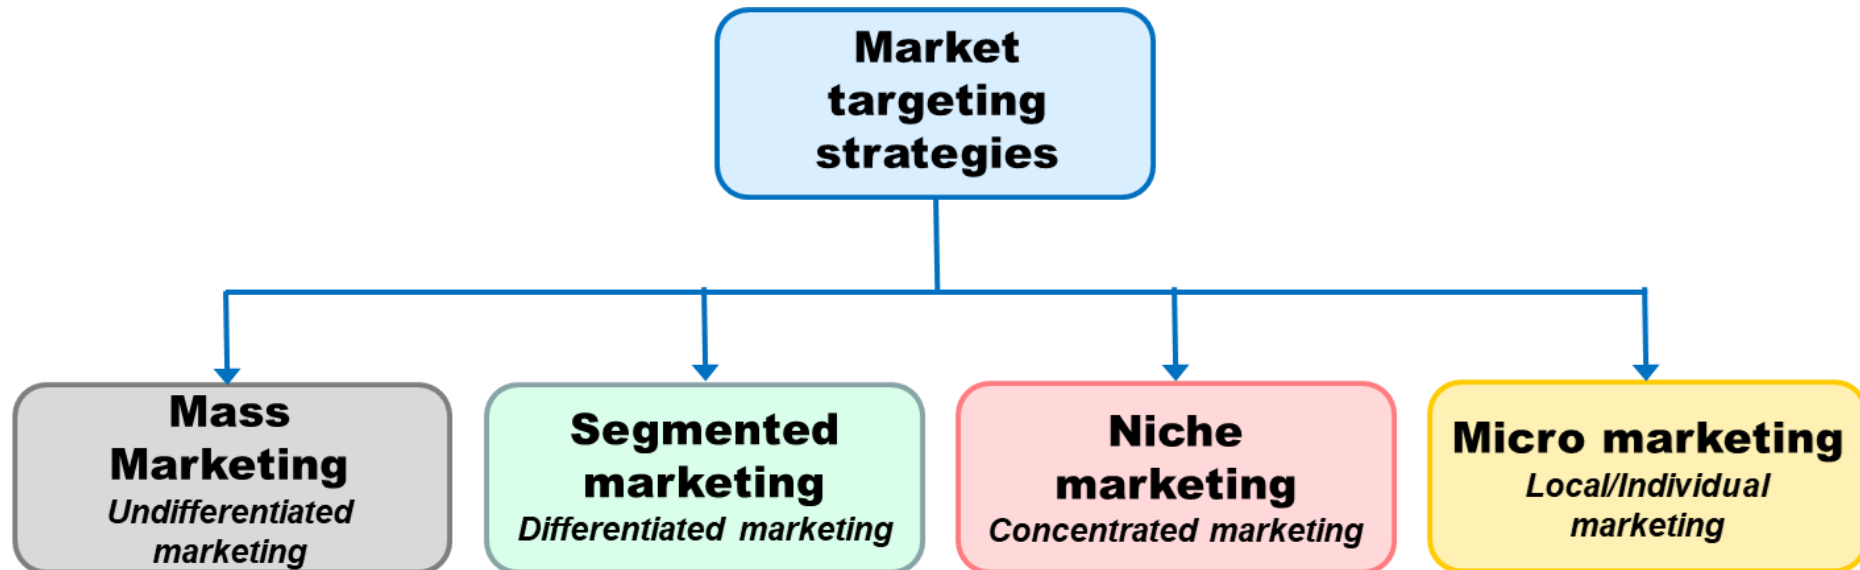 Market
targeting
strategies
Mass
Marketing
Undifferentiated
marketing
Segmented
marketing
Differentiated marketing
Niche
marketing
Concentrated marketing
Micro marketing
Local/Individual
marketing